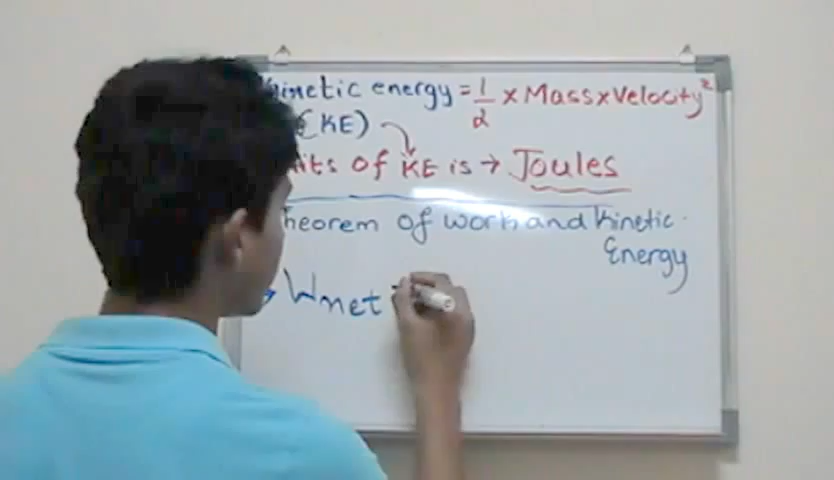 Kinetic energy = 1/2 x Mass x Velocity²
(KE)
Units of KE is → Joules
Theorem of work and kinetic
Energy
Wnet